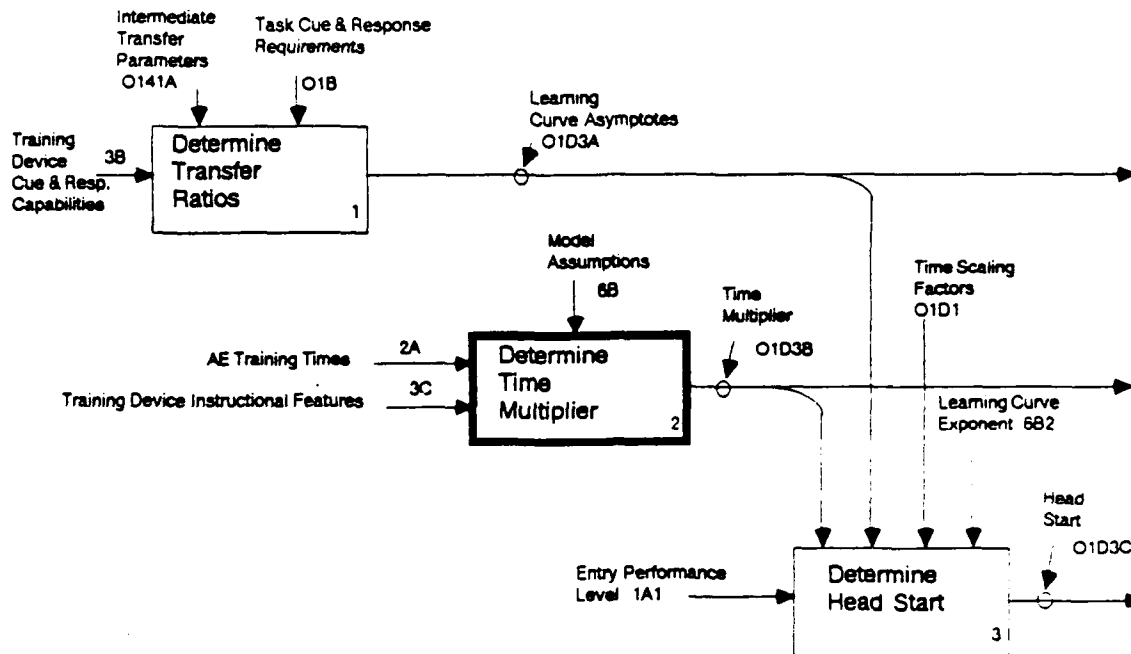 Intermediate
Transfer
Parameters
O141A
Task Cue & Response
Requirements
O1B
Learning
Curve Asymptotes
O1D3A
Training
Device
Cue & Resp.
Capabilities
3B
Determine
Transfer
Ratios
1
Model
Assumptions
6B
Time
Multiplier
O1D3B
Time Scaling
Factors
O1D1
AE Training Times
2A
Training Device Instructional Features
3C
Determine
Time
Multiplier
2
Learning Curve
Exponent 6B2
Head
Start
O1D3C
Entry Performance
Level 1A1
Determine
Head Start
3